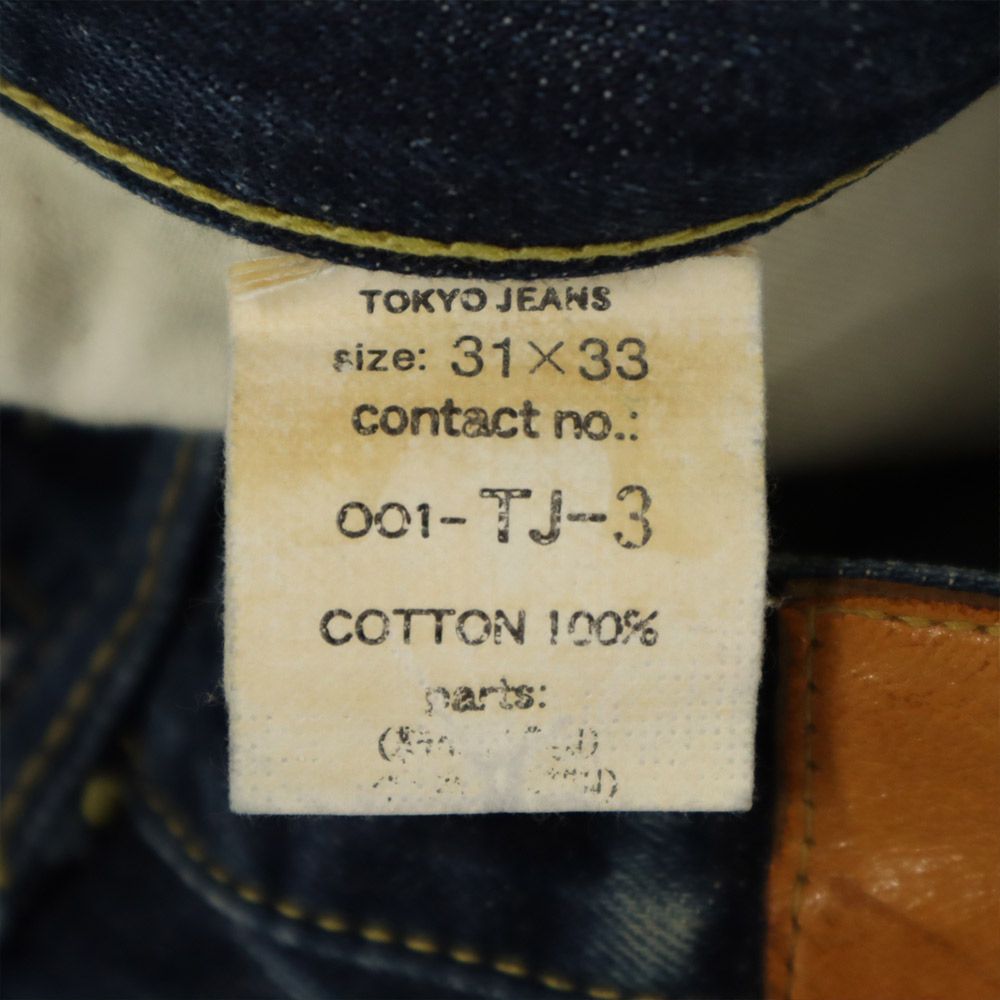 TOKYO JEANS
size: 31×33
contact no.:
001-TJ-3
COTTON 100%
parts: